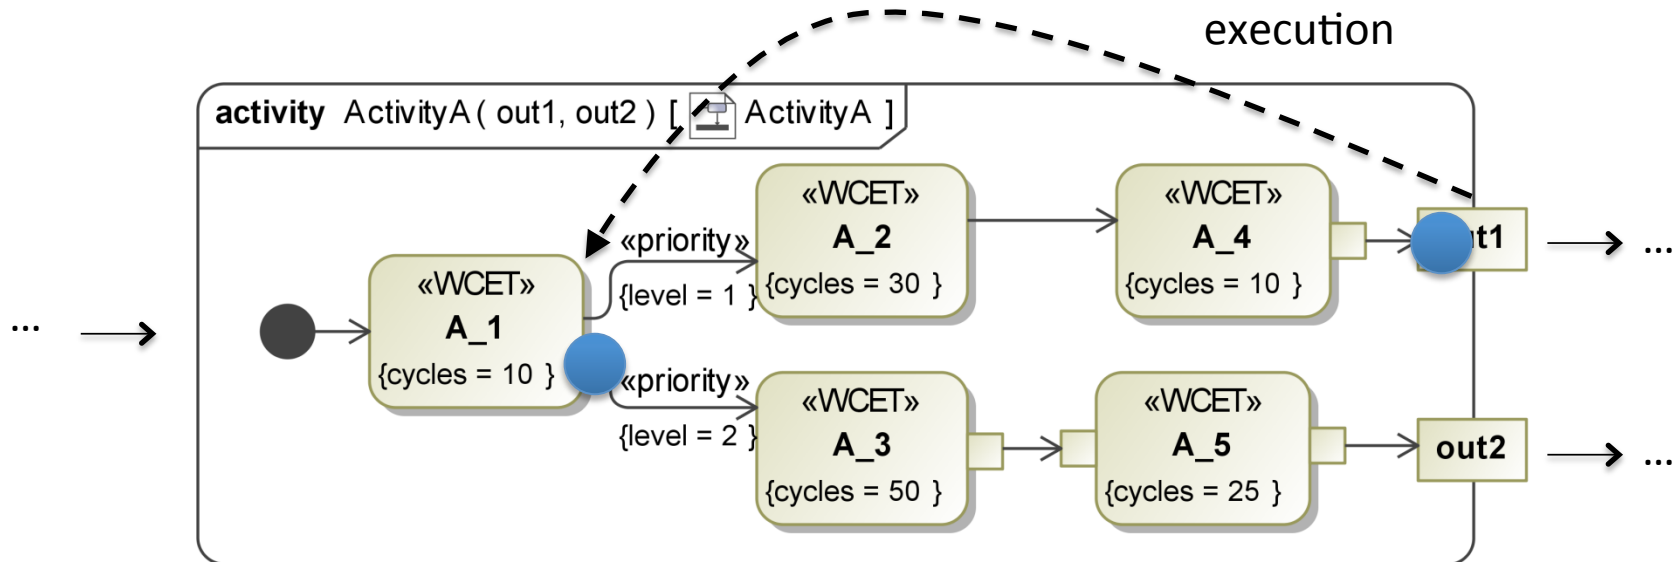 execution
activity ActivityA ( out1, out2 ) [ ActivityA ]
«WCET»
A_1
{cycles = 10 }
«priority»
{level = 1 }
«priority»
{level = 2 }
«WCET»
A_2
{cycles = 30 }
«WCET»
A_4
{cycles = 10 }
«WCET»
A_3
{cycles = 50 }
«WCET»
A_5
{cycles = 25 }
out2
...
...
...